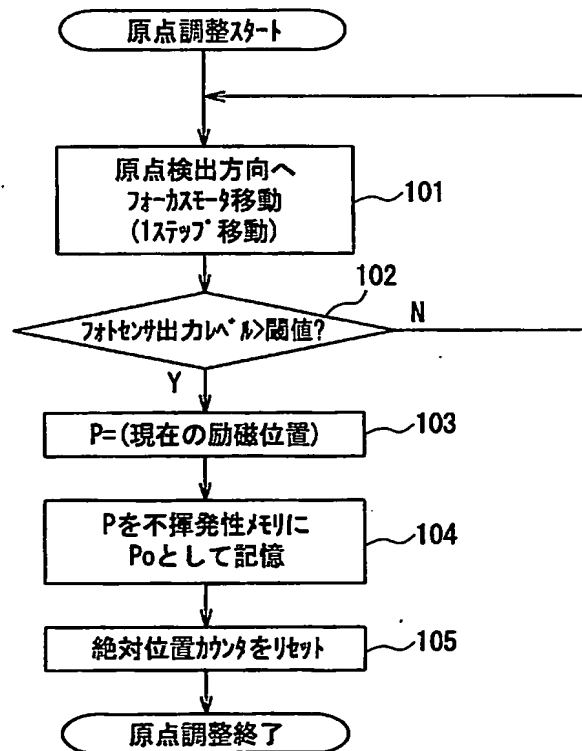 原点調整スタート
原点検出方向へ
フォーカスモータ移動
(1ステップ移動)
101
102
フォトセンサ出力レベル>閾値?
N
Y
P=(現在の励磁位置)
103
Pを不揮発性メモリに
Poとして記憶
104
絶対位置カウンタをリセット
105
原点調整終了